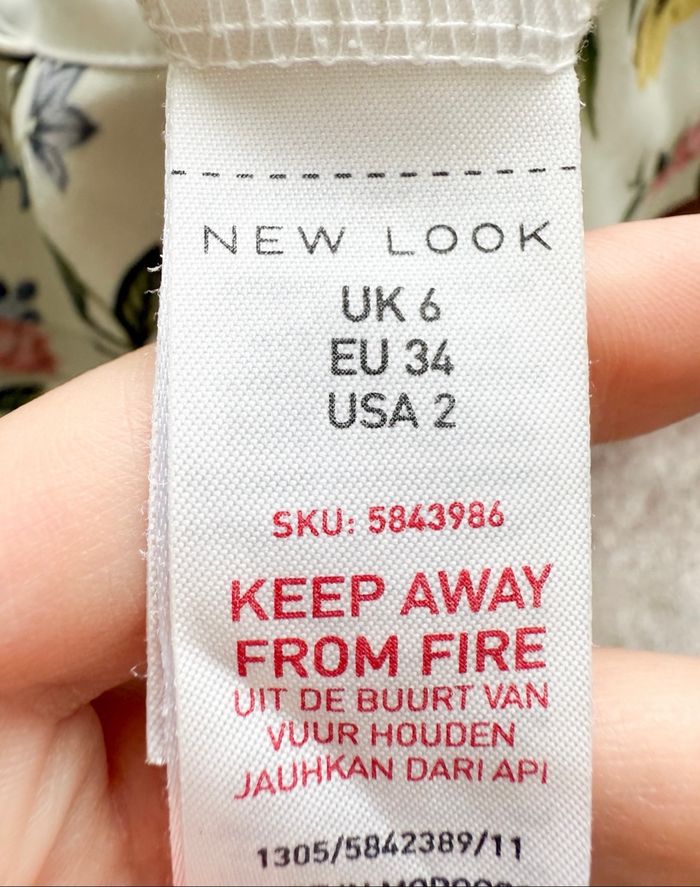 NEW LOOK
UK 6
EU 34
USA 2
SKU: 5843986
KEEP AWAY
FROM FIRE
UIT DE BUURT VAN
VUUR HOUDEN
JAUHKAN DARI API
1305/5842389/11